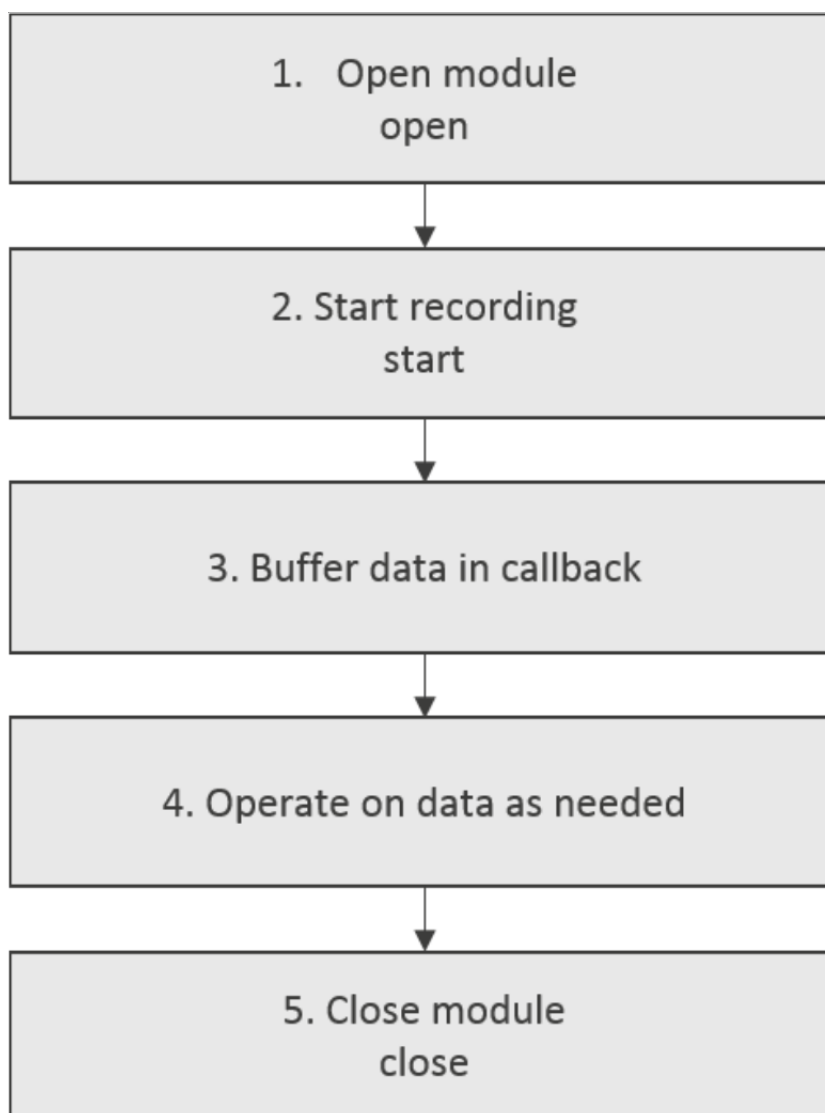 1. Open module
open
2. Start recording
start
3. Buffer data in callback
4. Operate on data as needed
5. Close module
close